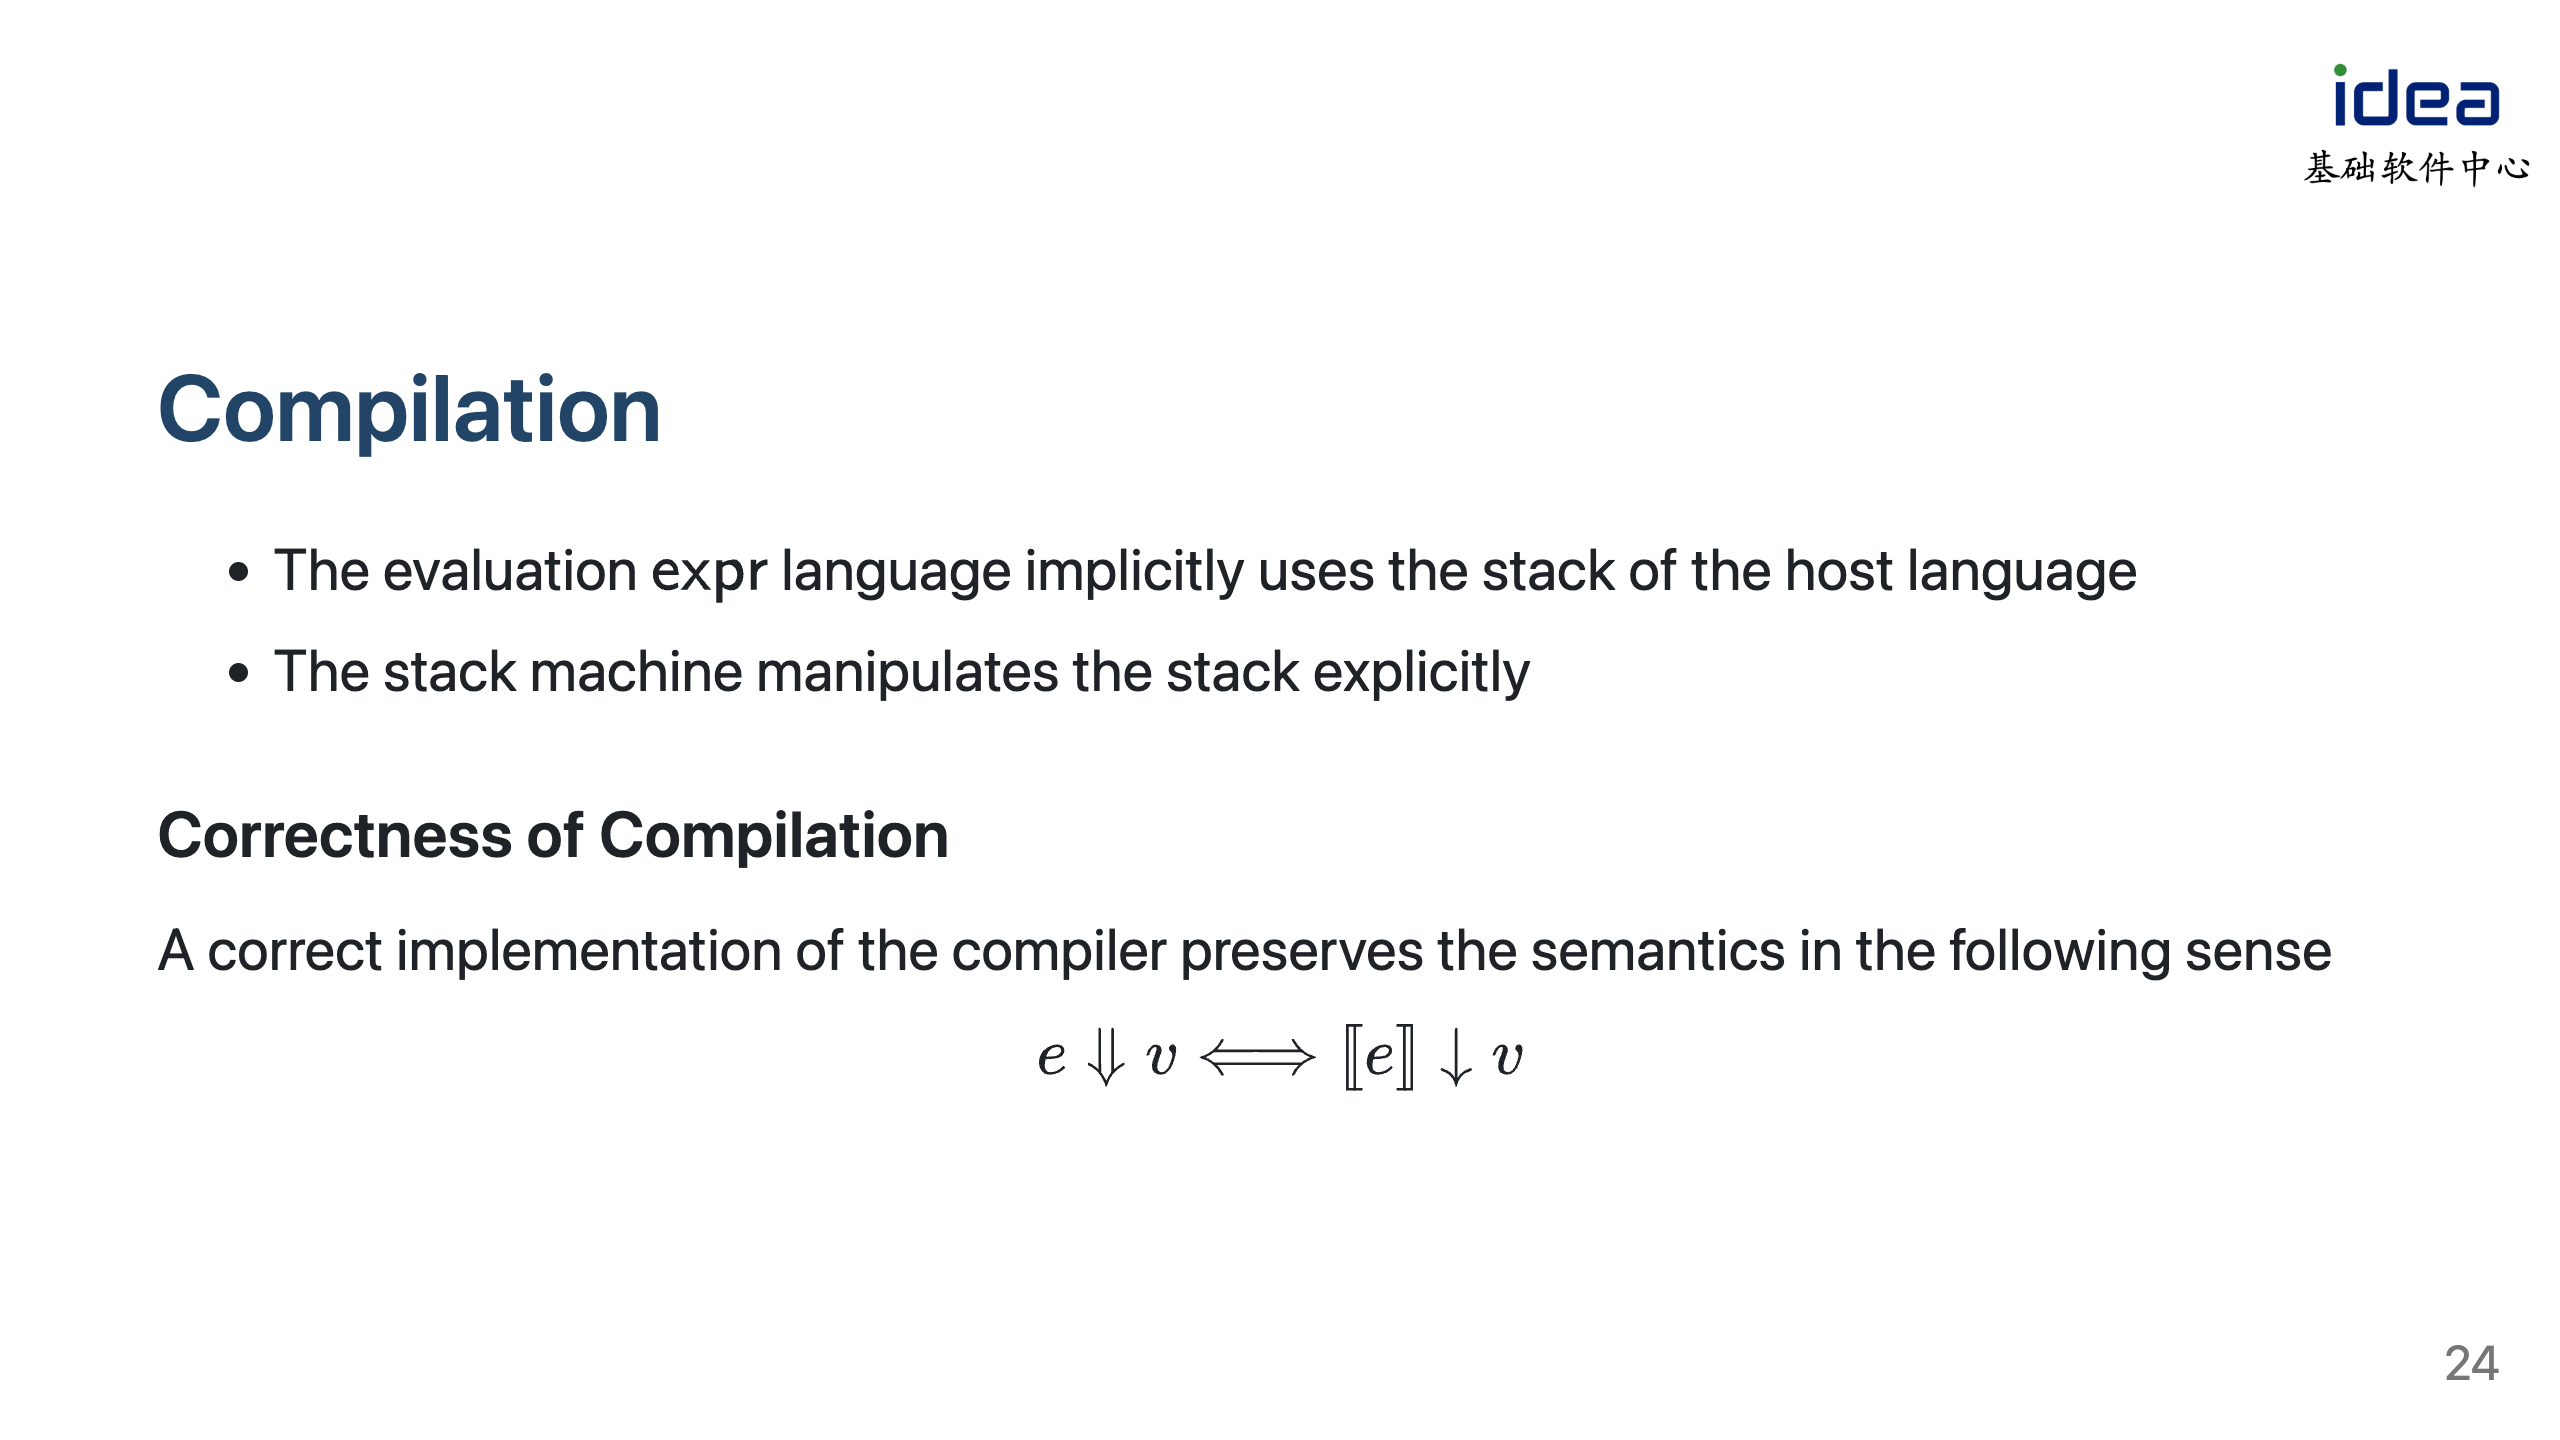 idea
基础软件中心
Compilation
• The evaluation expr language implicitly uses the stack of the host language
• The stack machine manipulates the stack explicitly
Correctness of Compilation
A correct implementation of the compiler preserves the semantics in the following sense
e ⇓ v ⟺ ⟦e⟧ ↓ v
24